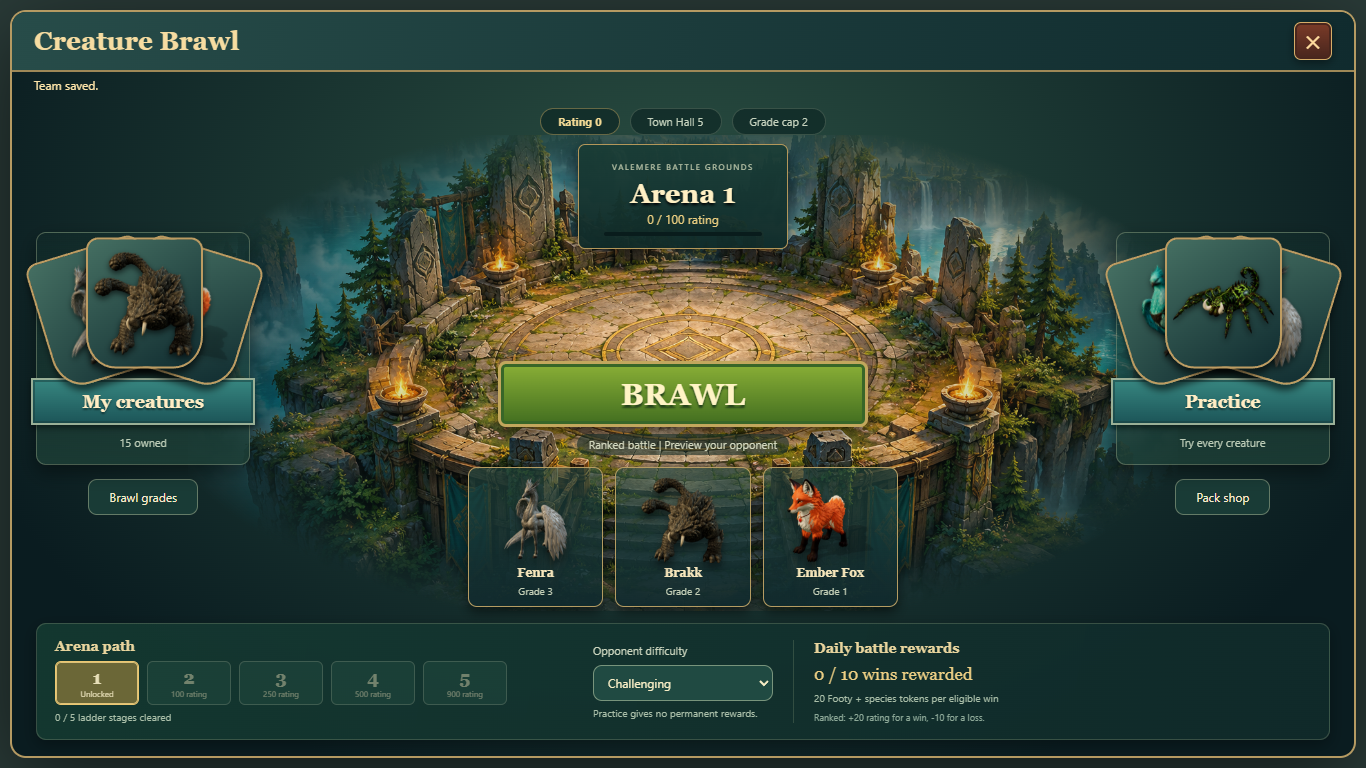 Creature Brawl
Team saved.
Rating 0
Town Hall 5
Grade cap 2
VALEMERE BATTLE GROUNDS
Arena 1
0 / 100 rating
My creatures
15 owned
Brawl grades
BRAWL
Ranked battle | Preview your opponent
Practice
Try every creature
Pack shop
Fenra
Grade 3
Brakk
Grade 2
Ember Fox
Grade 1
Arena path
1
Unlocked
2
100 rating
3
250 rating
4
500 rating
5
900 rating
0 / 5 ladder stages cleared
Opponent difficulty
Challenging
Practice gives no permanent rewards.
Daily battle rewards
0 / 10 wins rewarded
20 Footy + species tokens per eligible win
Ranked: +20 rating for a win, -10 for a loss.